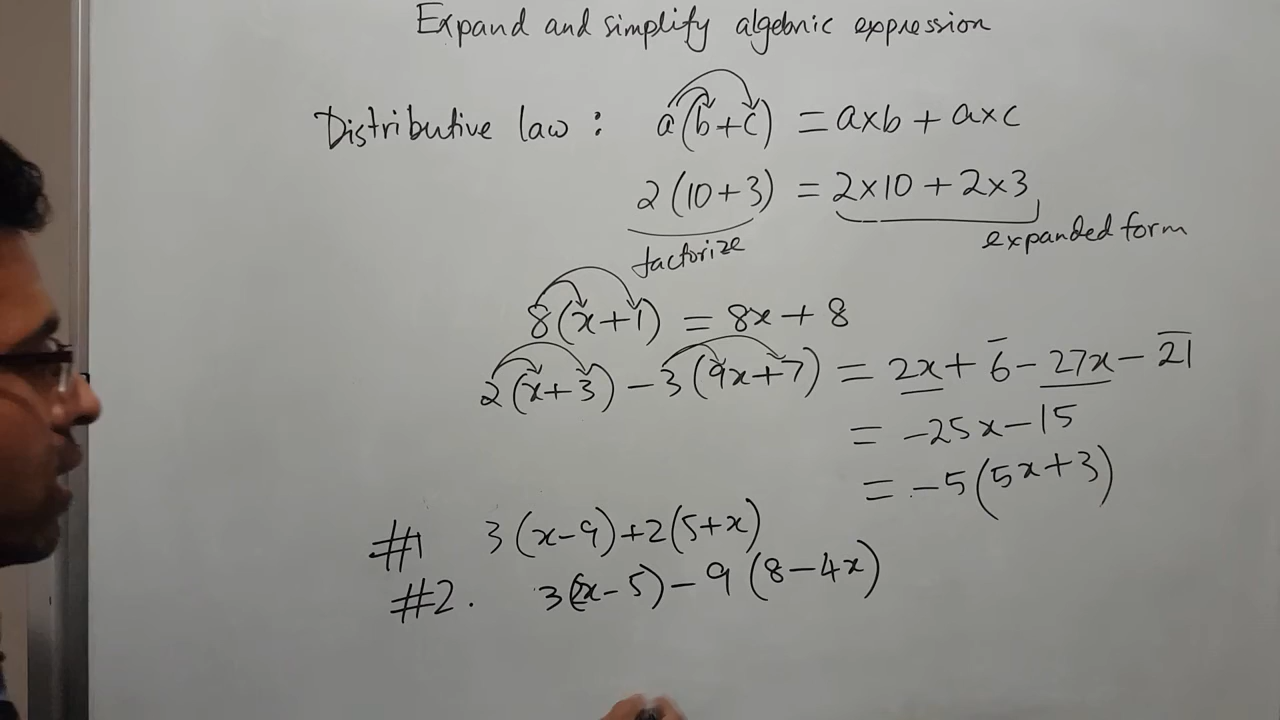 Expand and simplify algebric expression
Distributive law : a(b+c) = a×b + a×c
2(10+3) = 2×10 + 2×3
factorize expanded form
8(x+1) = 8x + 8
2(x+3) - 3(9x+7) = 2x + 6 - 27x - 21
= -25x - 15
= -5(5x+3)
#1 3(x-9)+2(5+x)
#2. 3(x-5) - 9(8-4x)